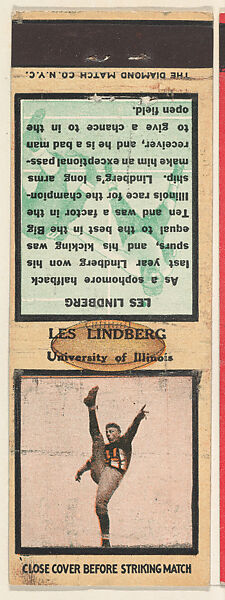 THE DIAMOND MATCH CO. N.Y.C.
LES LINDBERG
As a sophomore halfback
last year Lindberg won his
spurs, and his kicking was
equal to the best in the Big
Ten and was a factor in the
Illinois race for the champion-
ship. Lindberg's long arms
make him an exceptional pass-
receiver, and he is a bad man
to give a chance to in the
open field.
LES LINDBERG
University of Illinois
CLOSE COVER BEFORE STRIKING MATCH